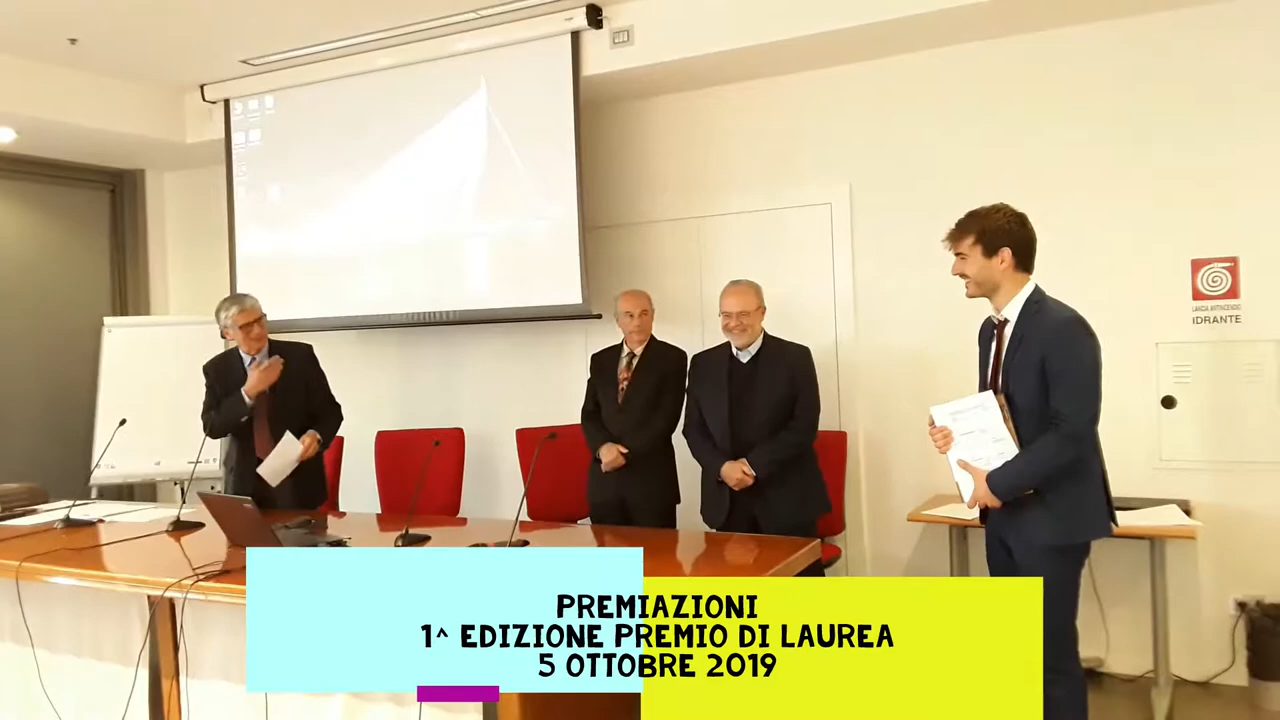 LANCIA ANTINCENDIO
IDRANTE
PREMIAZIONI
1^ EDIZIONE PREMIO DI LAUREA
5 OTTOBRE 2019